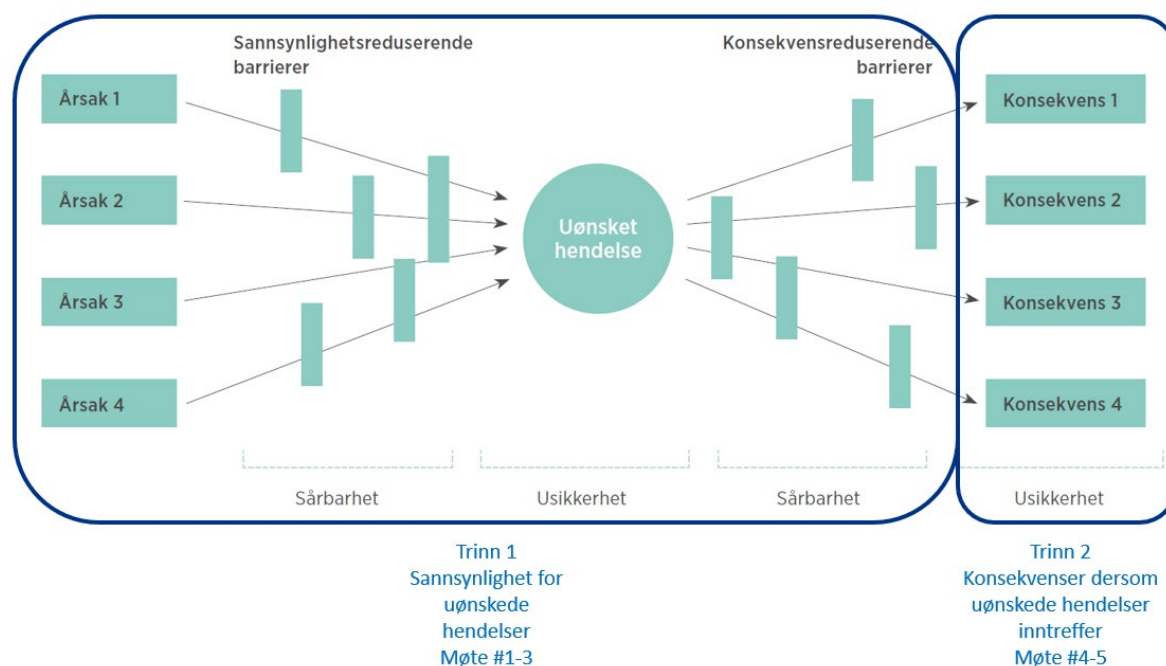 Sannsynlighetsreduserende
barrierer
Konsekvensreduserende
barrierer
Årsak 1
Årsak 2
Årsak 3
Årsak 4
Uønsket
hendelse
Konsekvens 1
Konsekvens 2
Konsekvens 3
Konsekvens 4
Sårbarhet
Usikkerhet
Sårbarhet
Usikkerhet
Trinn 1
Sannsynlighet for
uønskede
hendelser
Møte #1-3
Trinn 2
Konsekvenser dersom
uønskede hendelser
inntreffer
Møte #4-5